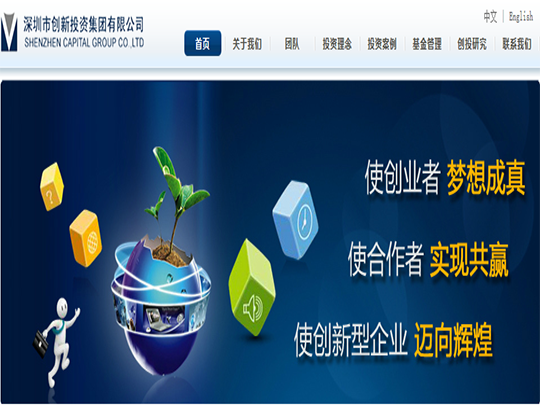 深圳市创新投资集团有限公司
SHENZHEN CAPITAL GROUP CO.,LTD
中文 | English
首页 关于我们 团队 投资理念 投资案例 基金管理 创投研究 联系我们
?
使创业者 梦想成真
使合作者 实现共赢
使创新型企业 迈向辉煌